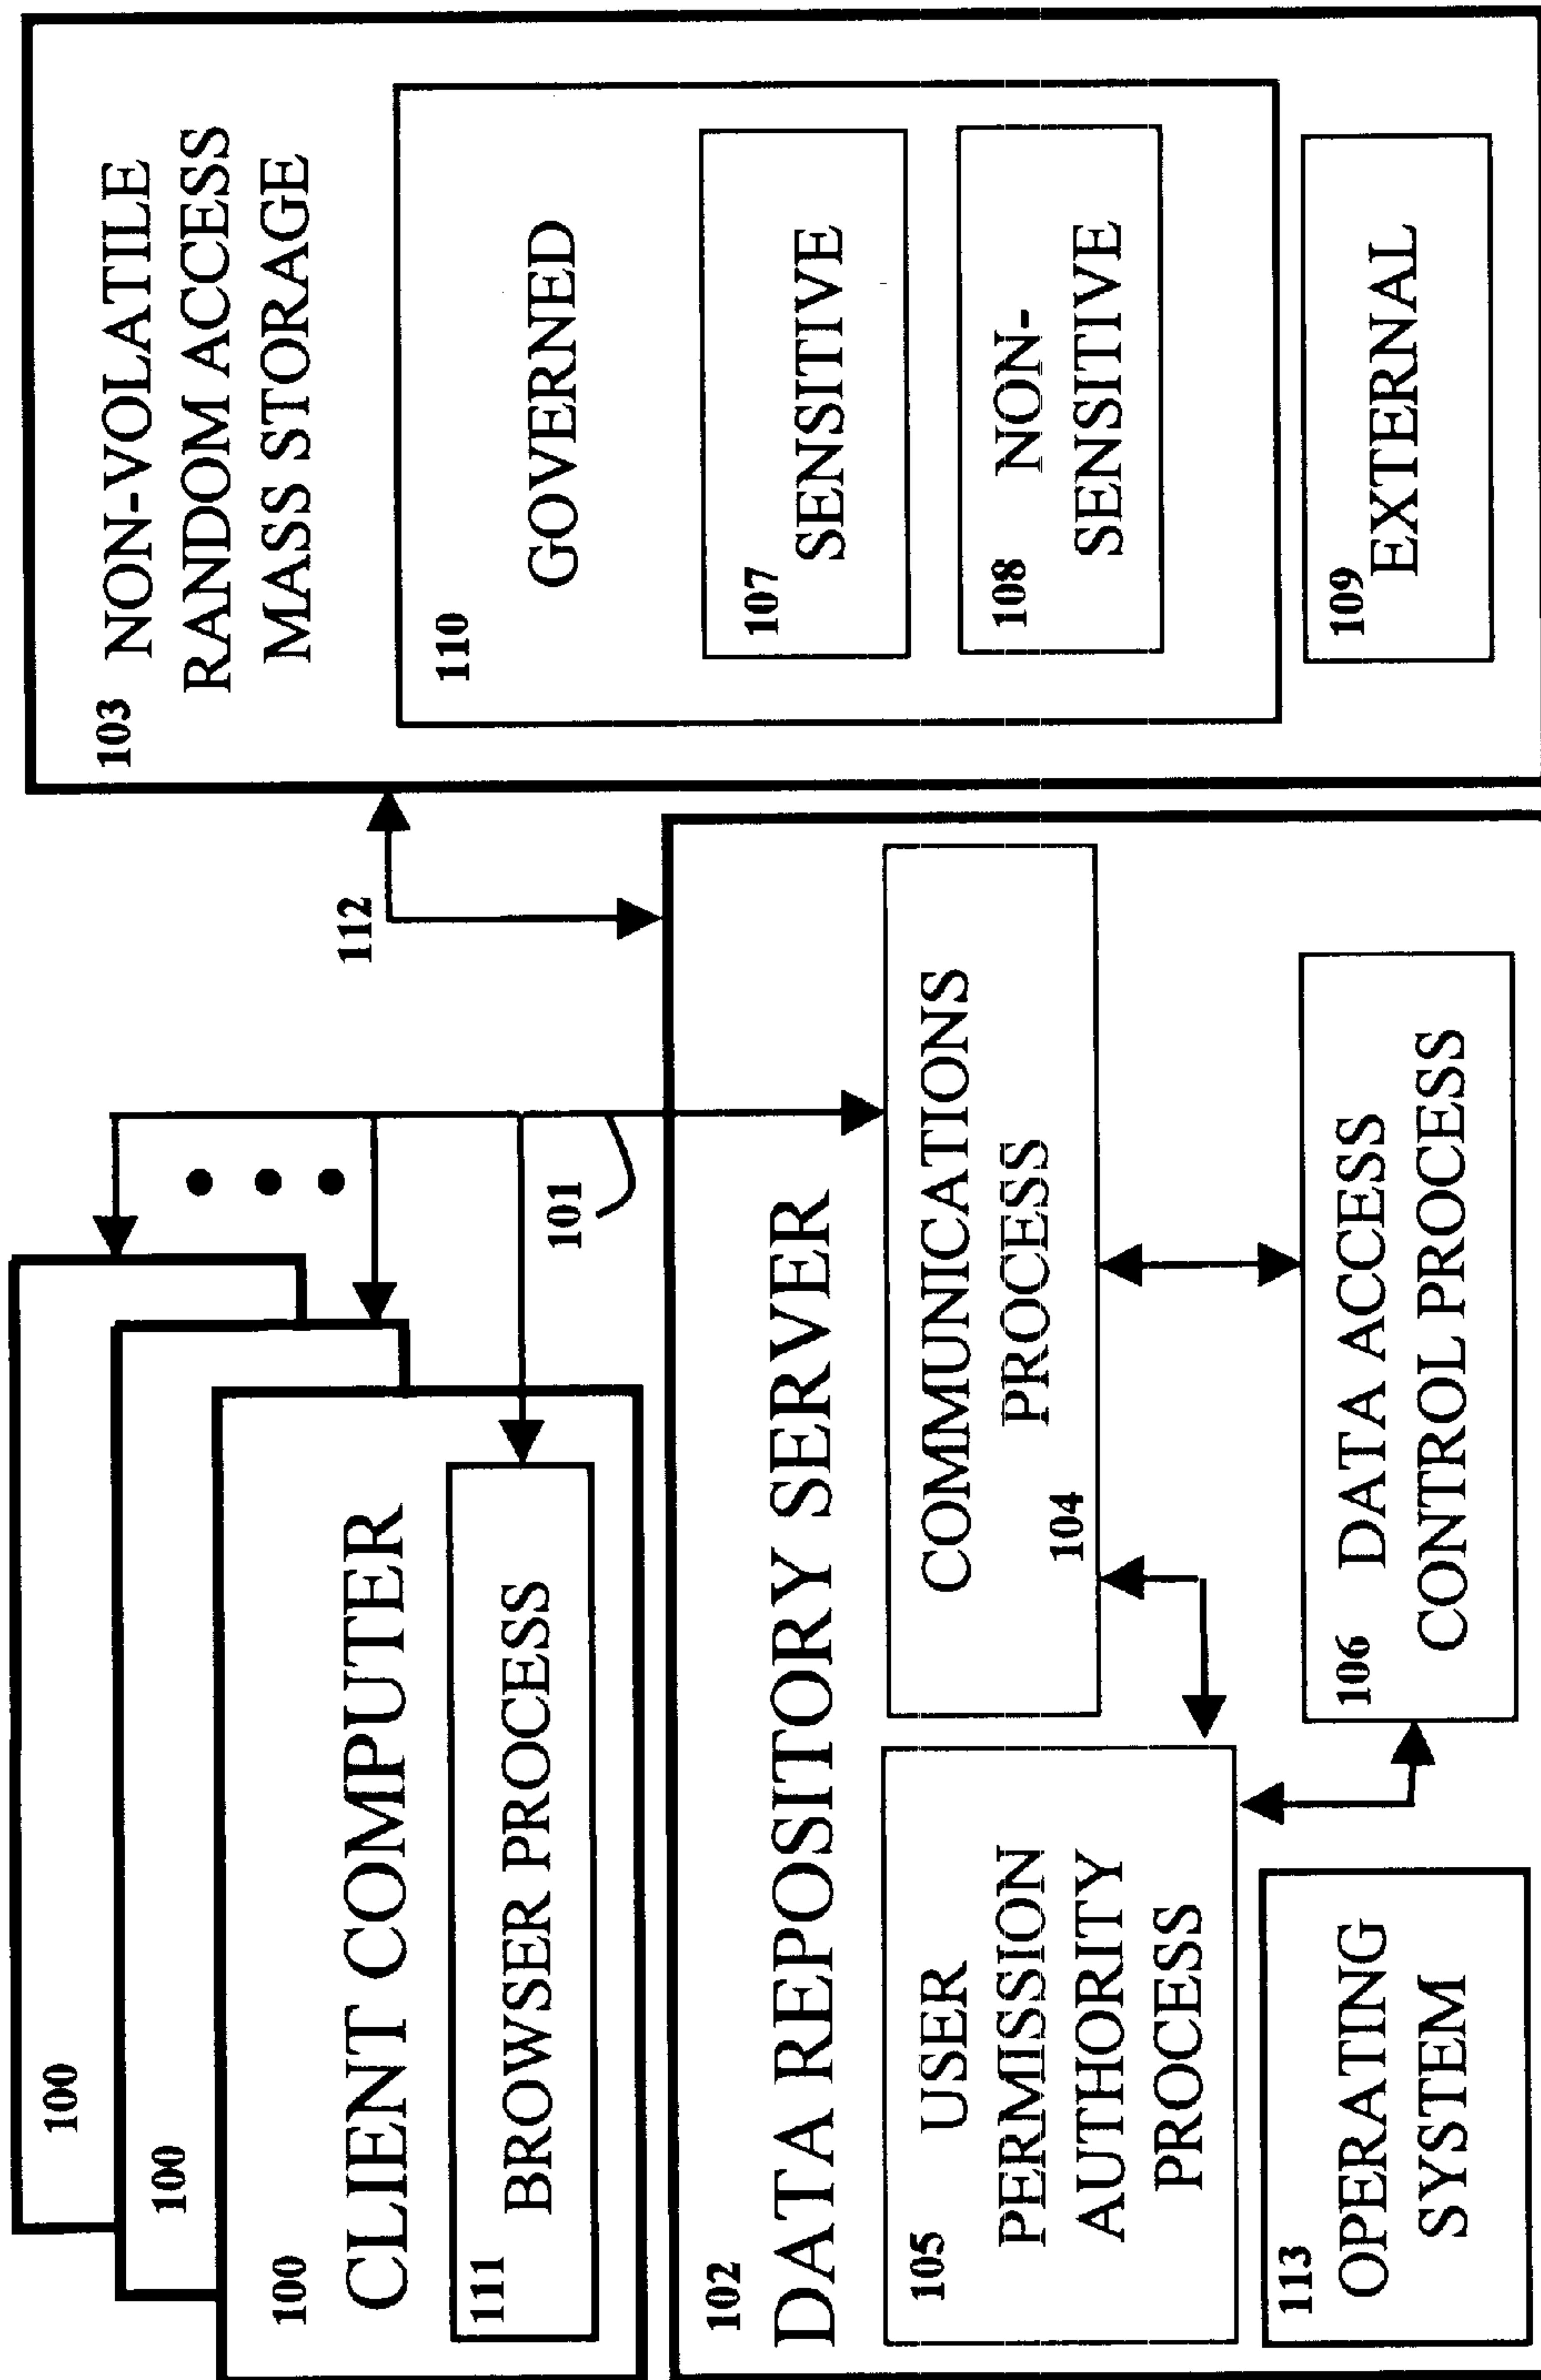 100
100
100
CLIENT COMPUTER
111
BROWSER PROCESS
101
112
103
NON-VOLATILE
RANDOM ACCESS
MASS STORAGE
110
GOVERNED
107
SENSITIVE
108
NON-
SENSITIVE
109
EXTERNAL
102
DATA REPOSITORY SERVER
105
USER
PERMISSION
AUTHORITY
PROCESS
COMMUNICATIONS
PROCESS
104
113
OPERATING
SYSTEM
106
DATA ACCESS
CONTROL PROCESS